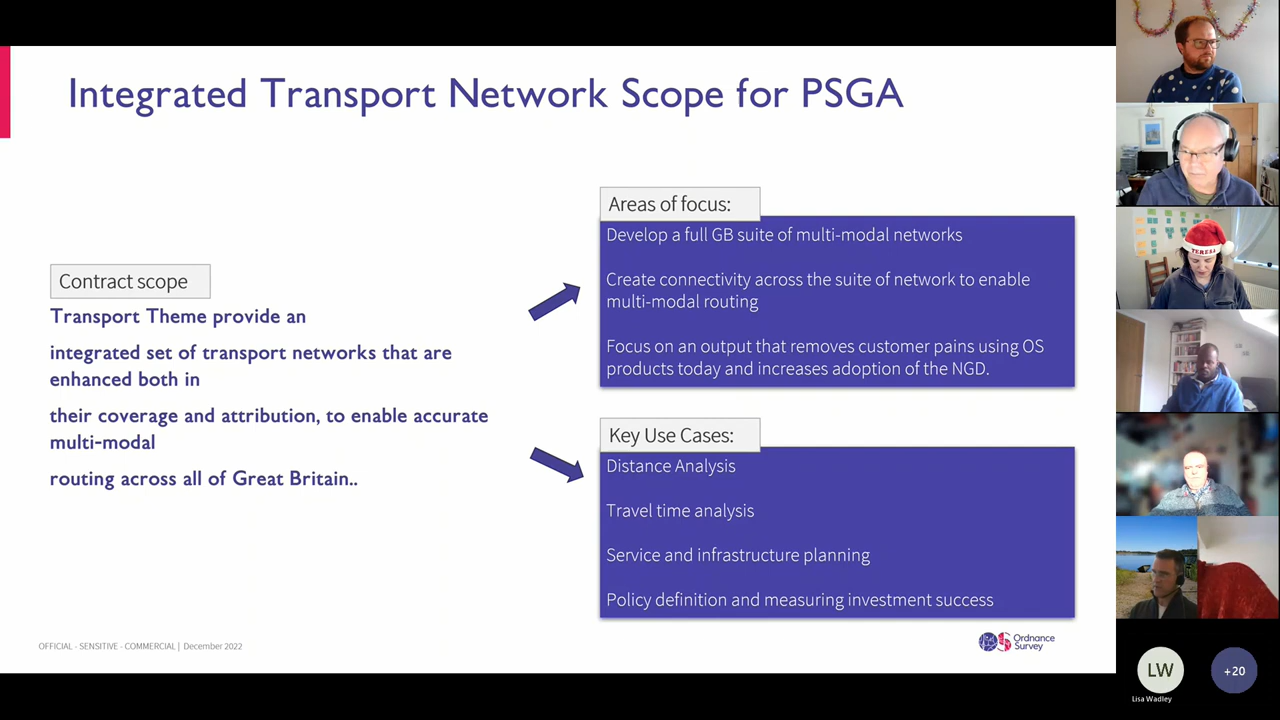 Integrated Transport Network Scope for PSGA
Contract scope
Transport Theme provide an
integrated set of transport networks that are
enhanced both in
their coverage and attribution, to enable accurate
multi-modal
routing across all of Great Britain..
Areas of focus:
Develop a full GB suite of multi-modal networks
Create connectivity across the suite of network to enable
multi-modal routing
Focus on an output that removes customer pains using OS
products today and increases adoption of the NGD.
Key Use Cases:
Distance Analysis
Travel time analysis
Service and infrastructure planning
Policy definition and measuring investment success
OFFICIAL - SENSITIVE - COMMERCIAL | December 2022
Ordnance
Survey
TERESA
LW
Lisa Wadley
+20